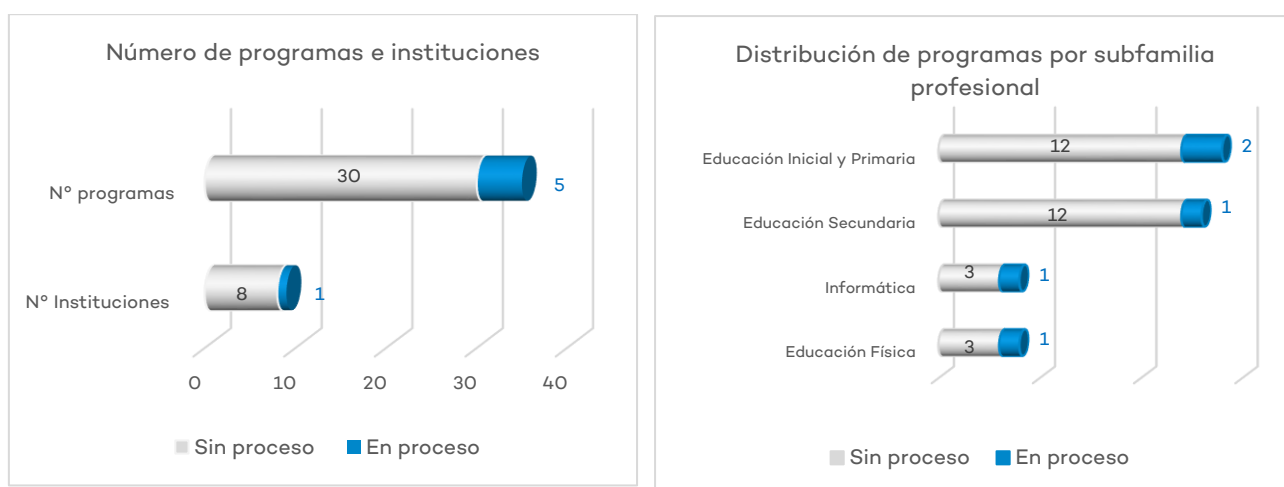 Número de programas e instituciones
N° programas
30
5
N° Instituciones
8
1
0 10 20 30 40
Sin proceso En proceso
Distribución de programas por subfamilia
profesional
Educación Inicial y Primaria
12
2
Educación Secundaria
12
1
Informática
3
1
Educación Física
3
1
Sin proceso En proceso